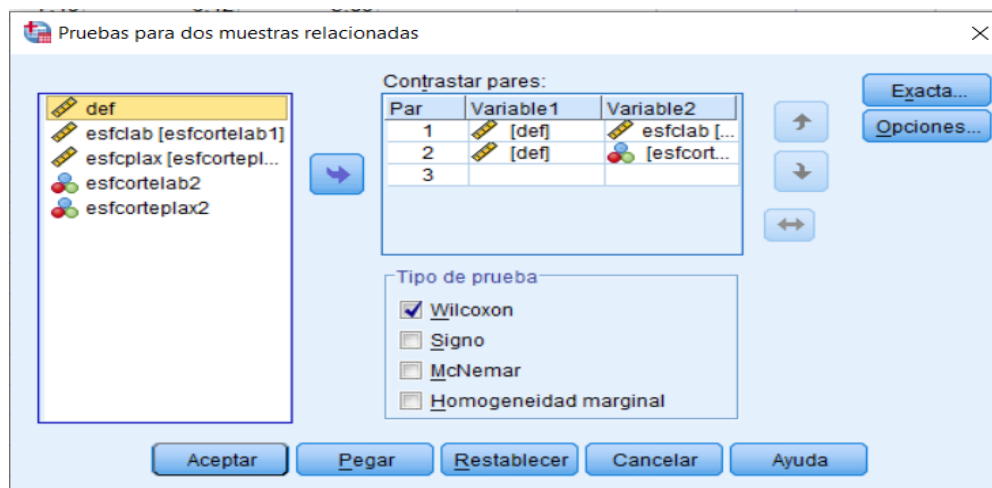 Pruebas para dos muestras relacionadas
Contrastar pares:
def
esfclab [esfcortelab1]
esfcplax [esfcortepl...
esfcortelab2
esfcorteplax2
Par Variable1 Variable2
1 [def] esfclab [...
2 [def] [esfcort...
3
Exacta...
Opciones...
Tipo de prueba
Wilcoxon
Signo
McNemar
Homogeneidad marginal
Aceptar Pegar Restablecer Cancelar Ayuda